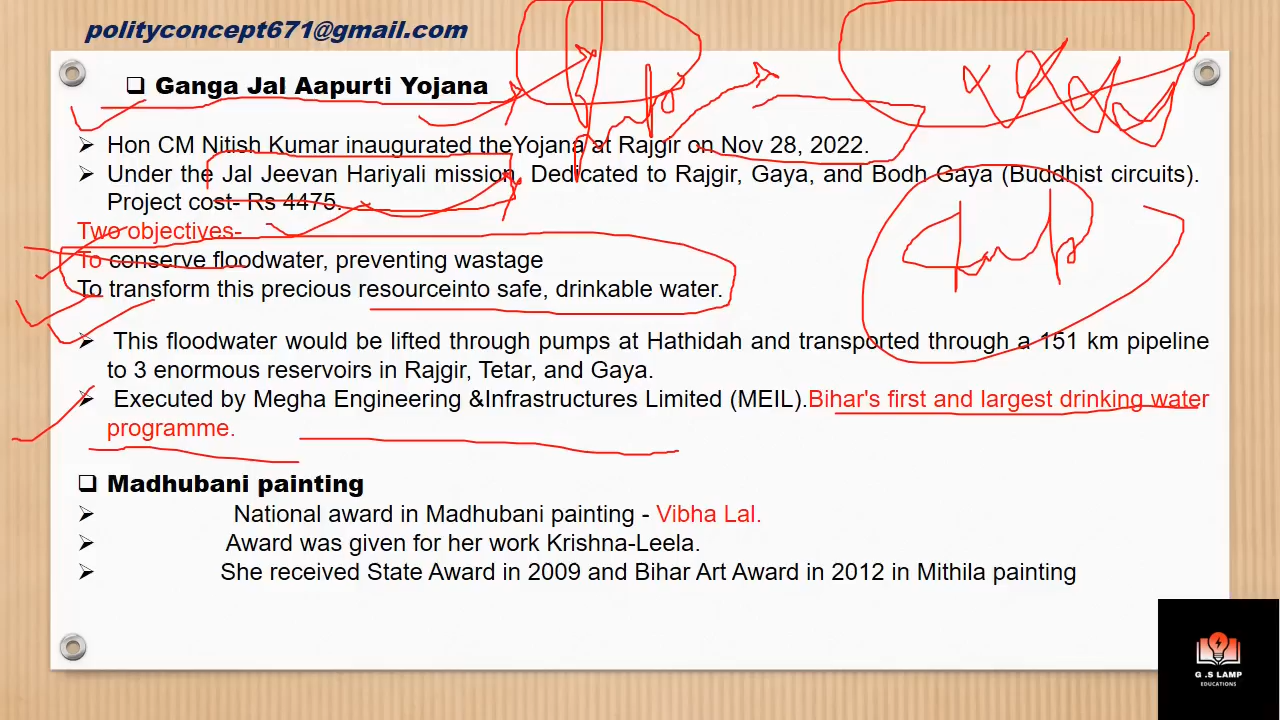 polityconcept671@gmail.com
❑ Ganga Jal Aapurti Yojana
➢ Hon CM Nitish Kumar inaugurated theYojana at Rajgir on Nov 28, 2022.
➢ Under the Jal Jeevan Hariyali mission, Dedicated to Rajgir, Gaya, and Bodh Gaya (Buddhist circuits).
Project cost- Rs 4475.
Two objectives-
To conserve floodwater, preventing wastage
To transform this precious resourceinto safe, drinkable water.
➢ This floodwater would be lifted through pumps at Hathidah and transported through a 151 km pipeline
to 3 enormous reservoirs in Rajgir, Tetar, and Gaya.
➢ Executed by Megha Engineering &Infrastructures Limited (MEIL).Bihar's first and largest drinking water
programme.
❑ Madhubani painting
➢ National award in Madhubani painting - Vibha Lal.
➢ Award was given for her work Krishna-Leela.
➢ She received State Award in 2009 and Bihar Art Award in 2012 in Mithila painting
G .S LAMP
EDUCATIONS